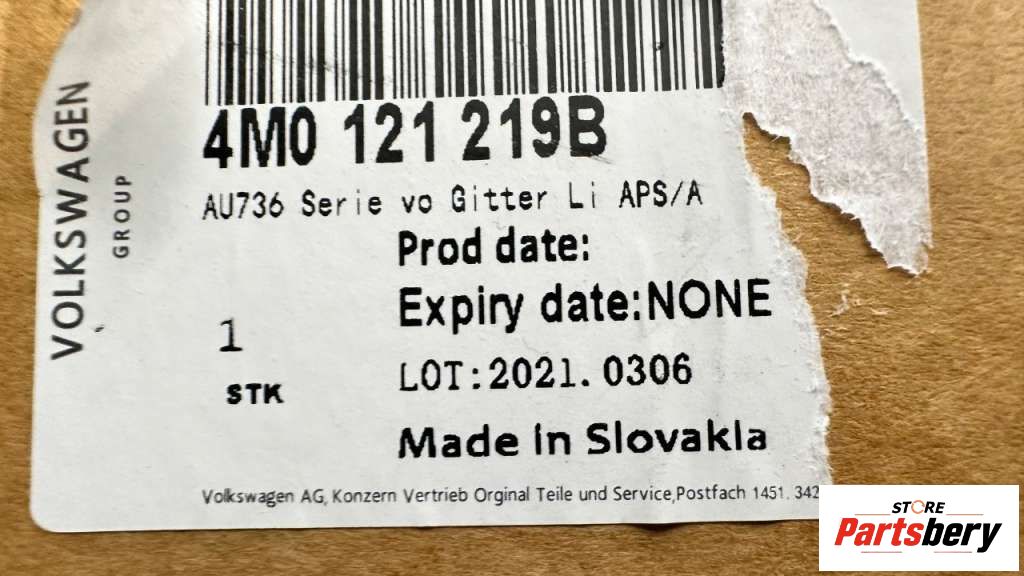 VOLKSWAGEN
GROUP
4M0 121 219B
AU736 Serie vo Gitter Li APS/A
Prod date:
Expiry date:NONE
1
STK
LOT:2021. 0306
Made in Slovakia
Volkswagen AG, Konzern Vertrieb Orginal Teile und Service,Postfach 1451. 342
STORE
Partsbery